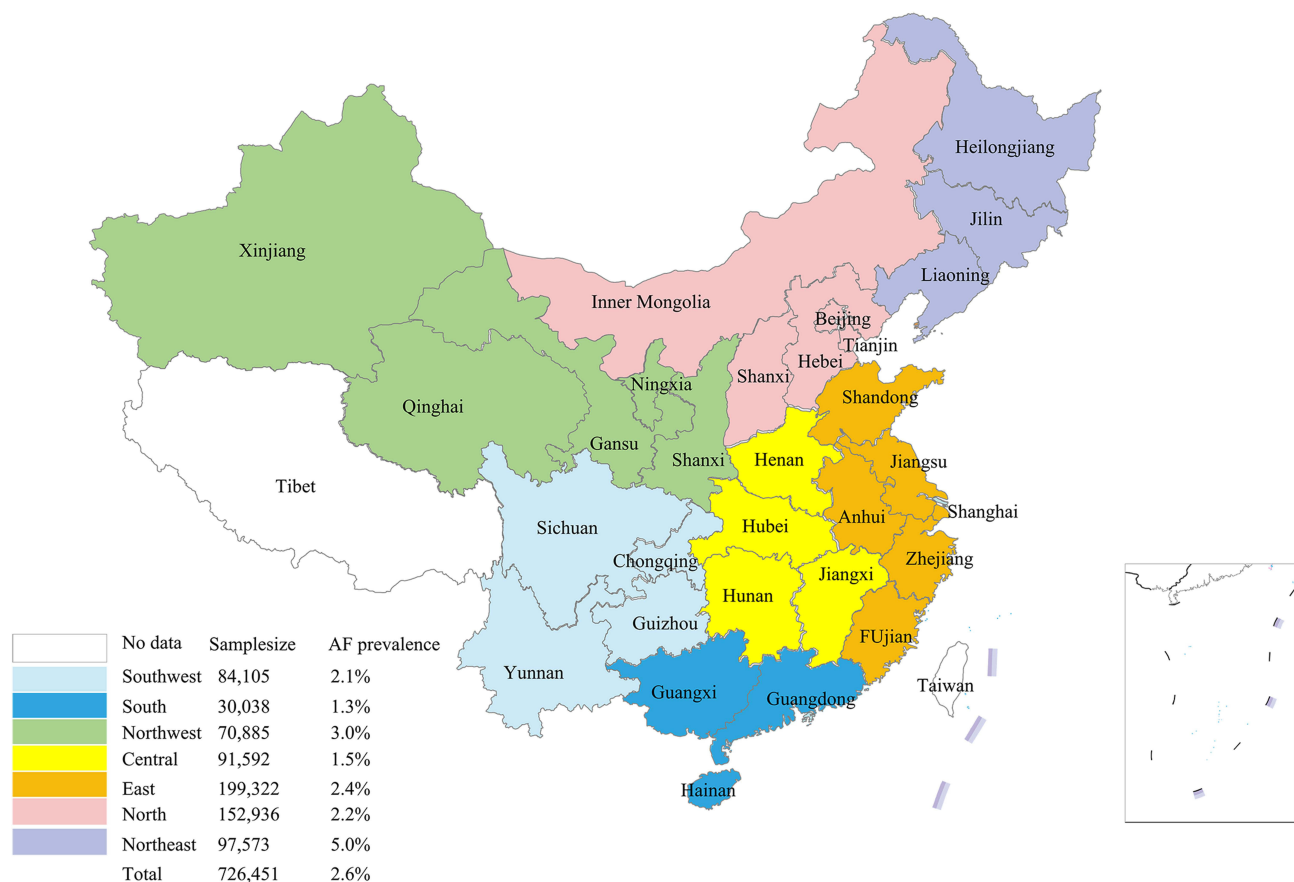 Heilongjiang
Jilin
Xinjiang
Liaoning
Inner Mongolia
Beijing
Tianjin
Hebei
Shanxi
Ningxia
Shandong
Qinghai
Gansu
Shanxi
Henan
Jiangsu
Tibet
Shanghai
Anhui
Sichuan
Hubei
Chongqing
Zhejiang
Jiangxi
Hunan
Guizhou
FUjian
Yunnan
Taiwan
Guangxi
Guangdong
Hainan
No data Samplesize AF prevalence
Southwest 84,105 2.1%
South 30,038 1.3%
Northwest 70,885 3.0%
Central 91,592 1.5%
East 199,322 2.4%
North 152,936 2.2%
Northeast 97,573 5.0%
Total 726,451 2.6%